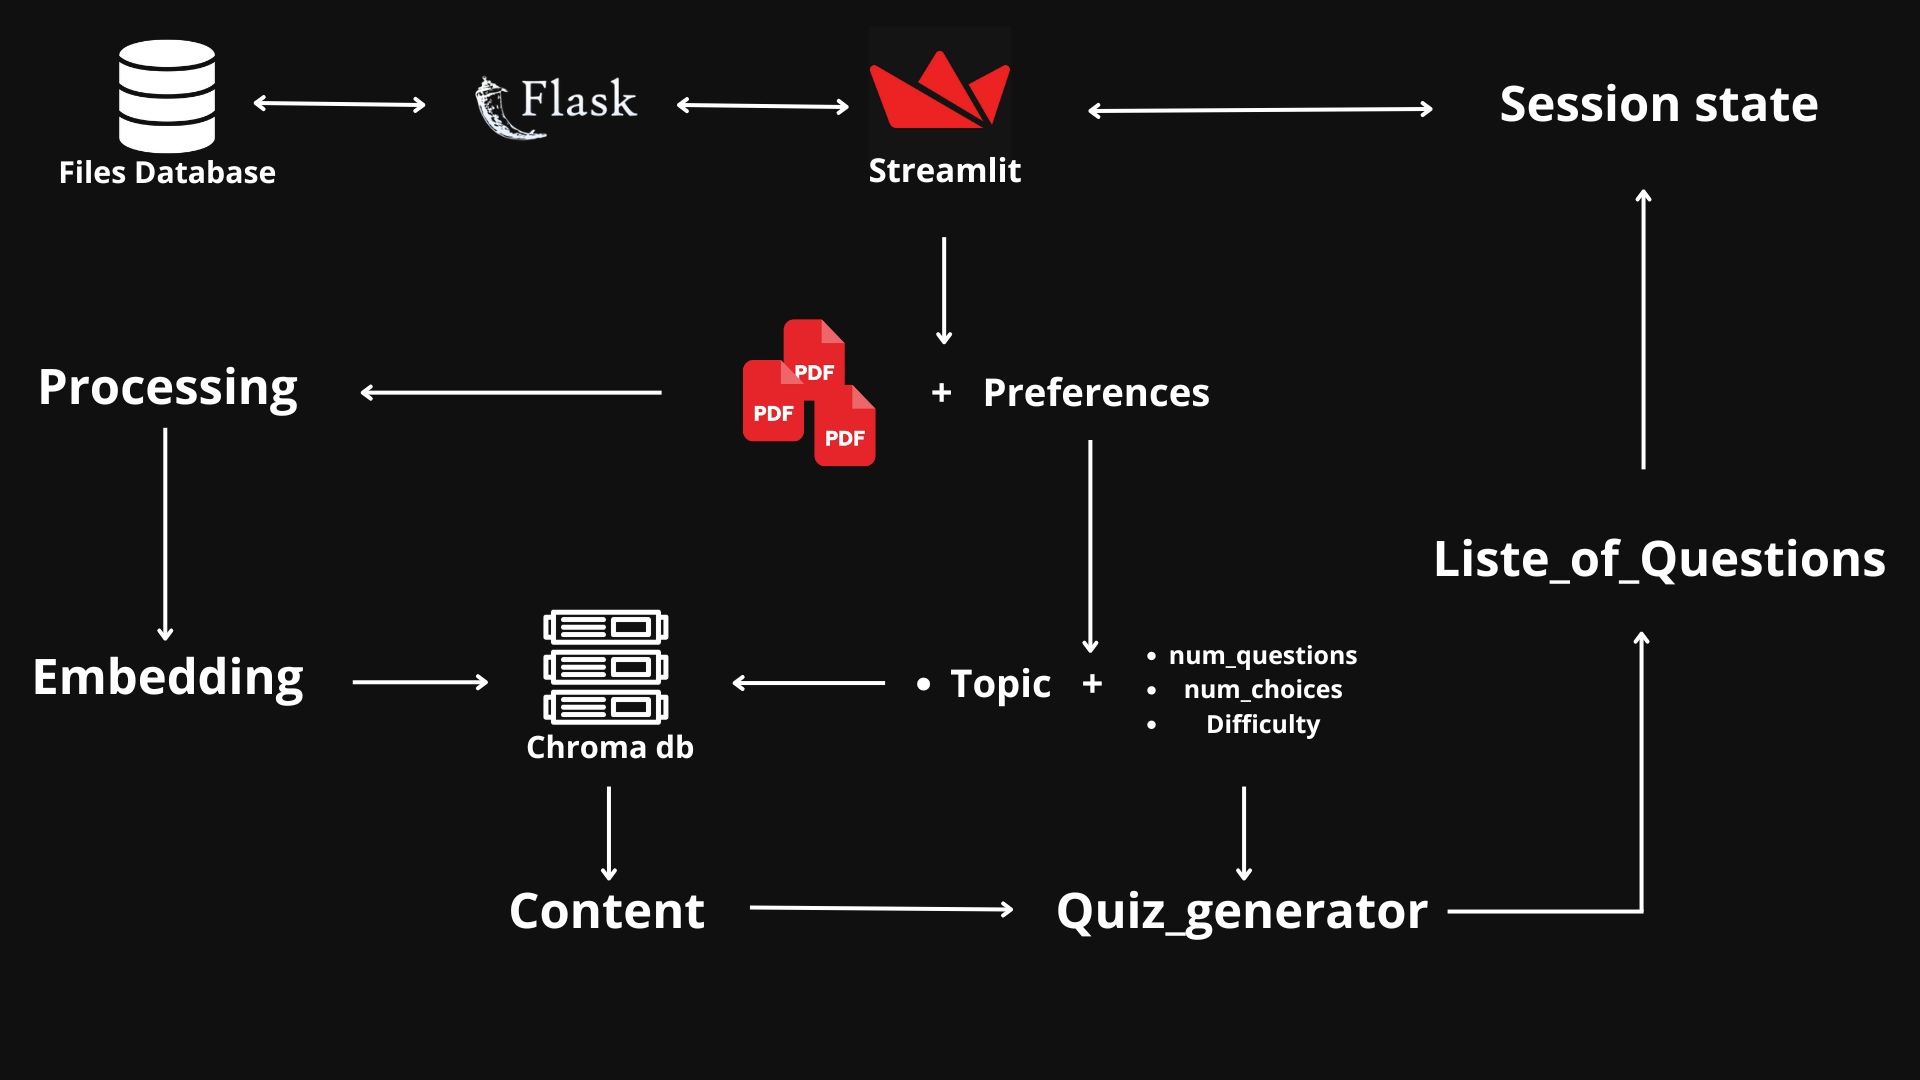 Flask
Session state
Files Database
Streamlit
PDF
PDF
PDF
+ Preferences
Processing
Liste_of_Questions
Embedding
• Topic +
• num_questions
• num_choices
• Difficulty
Chroma db
Content
Quiz_generator